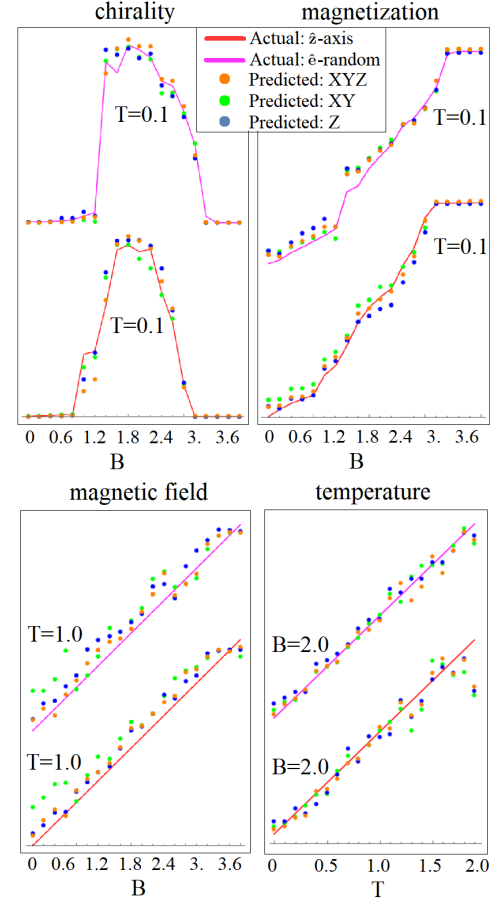 chirality
magnetization
Actual: ẑ-axis
Actual: ê-random
Predicted: XYZ
Predicted: XY
Predicted: Z
T=0.1
T=0.1
T=0.1
T=0.1
0 0.6 1.2 1.8 2.4 3. 3.6
B
0 0.6 1.2 1.8 2.4 3. 3.6
B
magnetic field
temperature
T=1.0
T=1.0
B=2.0
B=2.0
0 0.6 1.2 1.8 2.4 3. 3.6
B
0 0.5 1.0 1.5 2.0
T